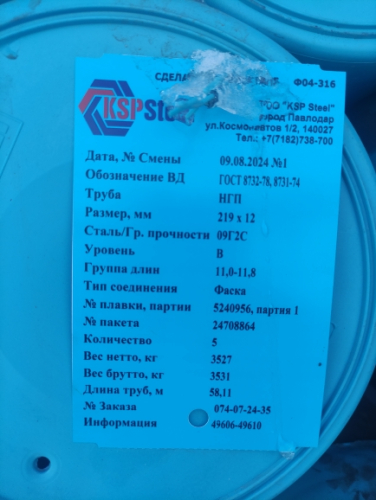 СДЕЛА Ф04-316
KSP Steel ТОО "KSP Steel"
город Павлодар
ул.Космонавтов 1/2, 140027
Тел.: +7(7182)738-700
Дата, № Смены 09.08.2024 №1
Обозначение ВД ГОСТ 8732-78, 8731-74
Труба НГП
Размер, мм 219 x 12
Сталь/Гр. прочности 09Г2С
Уровень В
Группа длин 11,0-11,8
Тип соединения Фаска
№ плавки, партии 5240956, партия 1
№ пакета 24708864
Количество 5
Вес нетто, кг 3527
Вес брутто, кг 3531
Длина труб, м 58,11
№ Заказа 074-07-24-35
Информация 49606-49610